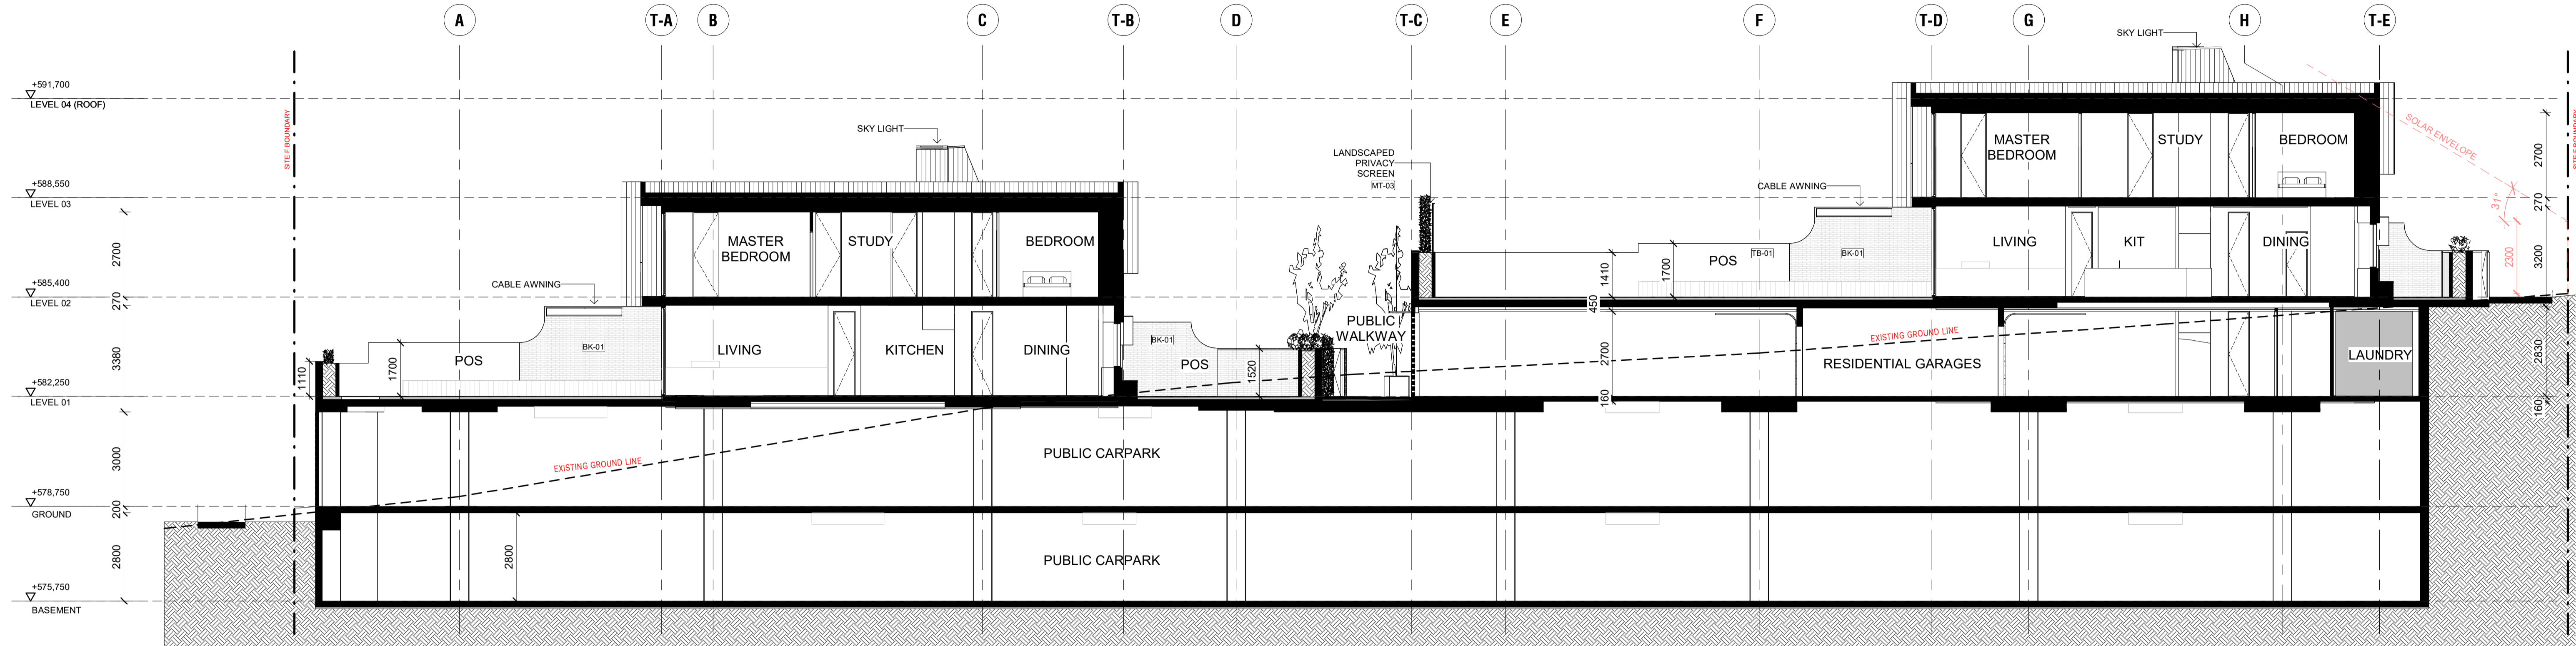 A
T-A
B
C
T-B
D
T-C
E
F
T-D
G
H
T-E
SKY LIGHT
+591,700
LEVEL 04 (ROOF)
SITE F BOUNDARY
SKY LIGHT
LANDSCAPED
PRIVACY
SCREEN
MT-03
SOLAR ENVELOPE
MASTER
BEDROOM
STUDY
BEDROOM
2700
+588,550
LEVEL 03
CABLE AWNING
31°
270
2700
MASTER
BEDROOM
STUDY
BEDROOM
POS
TB-01
BK-01
LIVING
KIT
DINING
2300
3200
1410
1700
+585,400
LEVEL 02
270
CABLE AWNING
450
PUBLIC
WALKWAY
EXISTING GROUND LINE
3380
1110
1700
POS
BK-01
LIVING
KITCHEN
DINING
BK-01
POS
1520
2700
RESIDENTIAL GARAGES
LAUNDRY
2830
+582,250
LEVEL 01
160
160
3000
EXISTING GROUND LINE
PUBLIC CARPARK
+578,750
GROUND
200
2800
2800
PUBLIC CARPARK
+575,750
BASEMENT